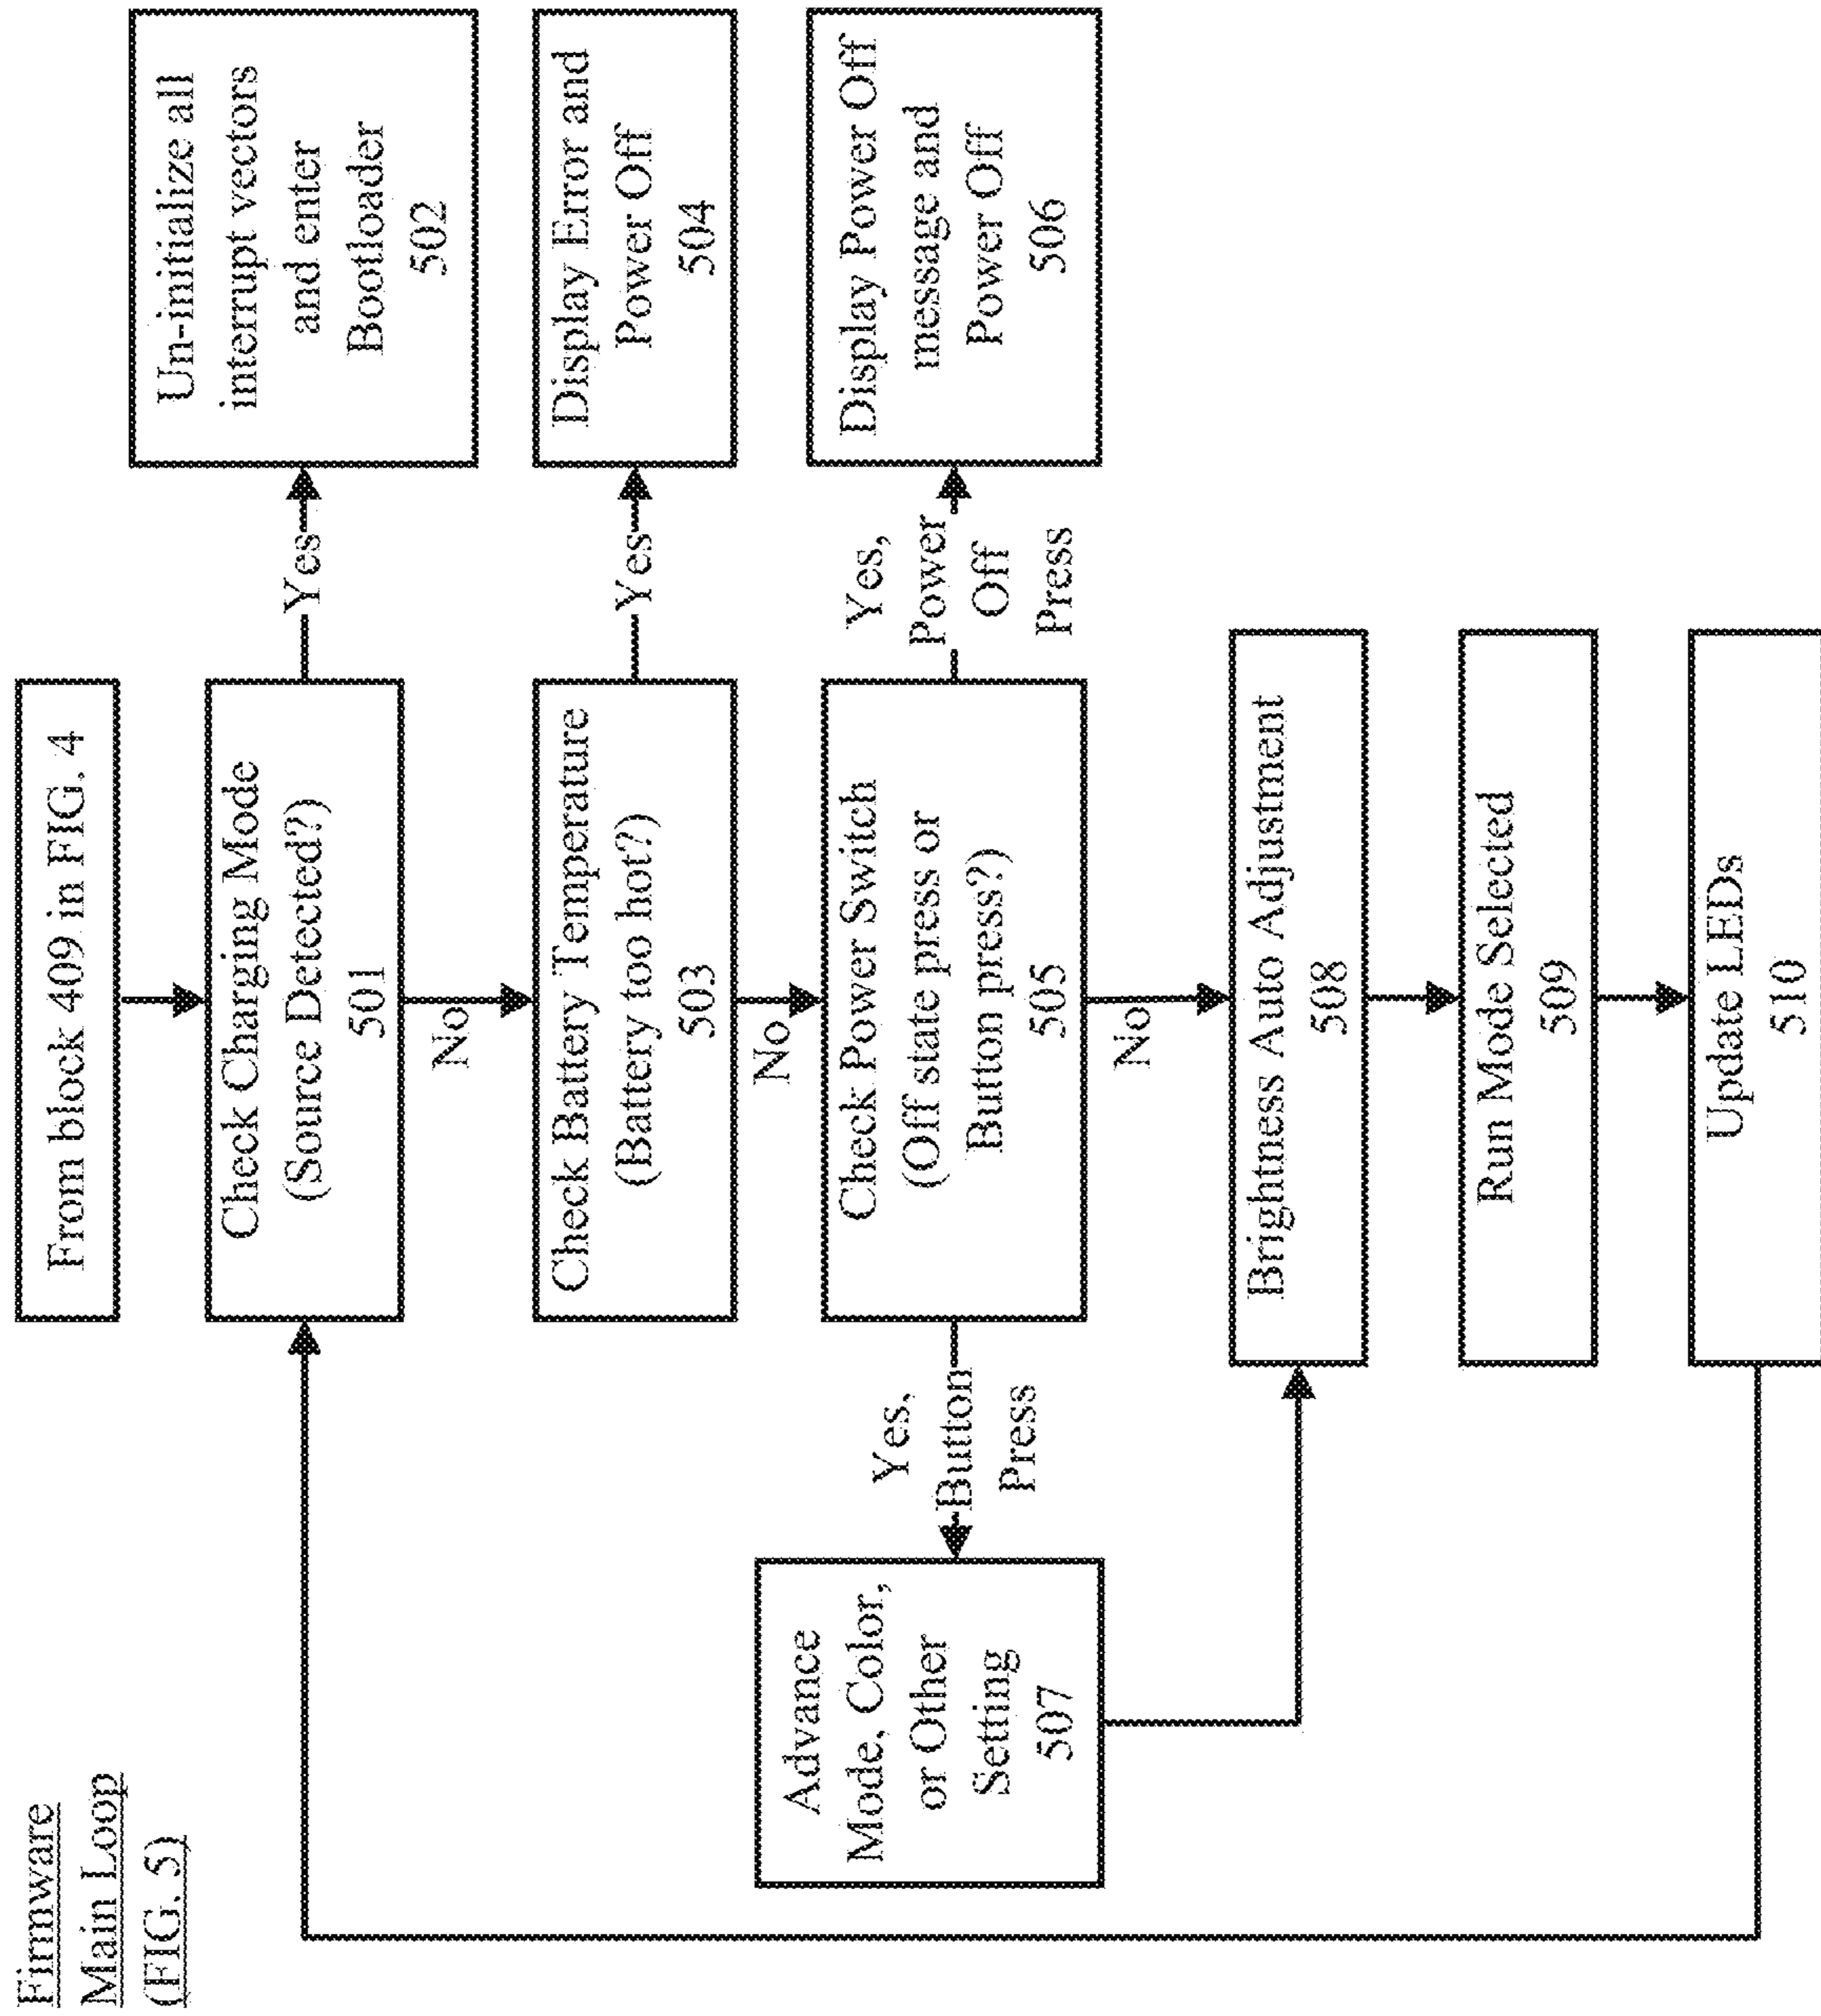 Firmware
Main Loop
(FIG. 5)
From block 409 in FIG. 4
Check Charging Mode
(Source Detected?)
501
Yes
Un-initialize all
interrupt vectors
and enter
Bootloader
502
No
Check Battery Temperature
(Battery too hot?)
503
Yes
Display Error and
Power Off
504
No
Check Power Switch
(Off state press or
Button press?)
505
Yes,
Power
Off
Press
Display Power Off
message and
Power Off
506
Yes,
Button
Press
Advance
Mode, Color,
or Other
Setting
507
No
Brightness Auto Adjustment
508
Run Mode Selected
509
Update LEDs
510